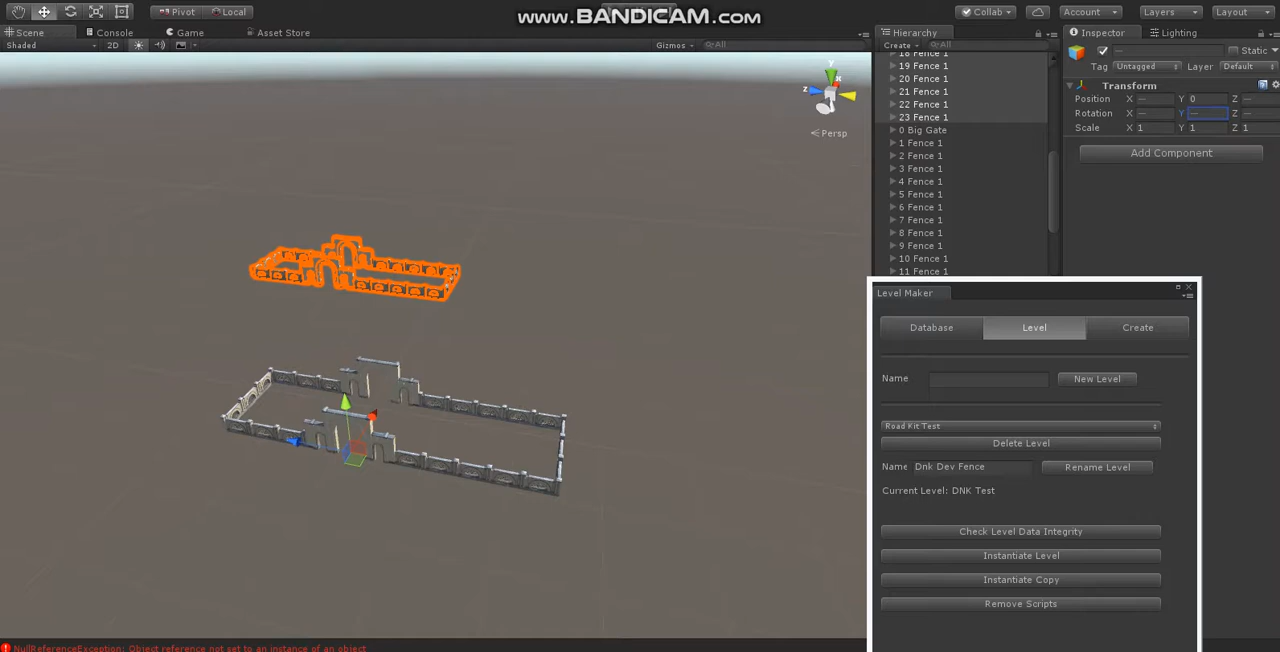 Pivot Local
www.BANDICAM.com
Collab Account Layers Layout
Scene Console Game Asset Store
Shaded 2D Gizmos All
y x z
Persp
Hierarchy
Create All
18 Fence 1
19 Fence 1
20 Fence 1
21 Fence 1
22 Fence 1
23 Fence 1
0 Big Gate
1 Fence 1
2 Fence 1
3 Fence 1
4 Fence 1
5 Fence 1
6 Fence 1
7 Fence 1
8 Fence 1
9 Fence 1
10 Fence 1
11 Fence 1
Inspector Lighting
— Static
Tag Untagged Layer Default
Transform
Position X — Y 0 Z —
Rotation X — Y — Z —
Scale X 1 Y 1 Z 1
Add Component
Level Maker
Database Level Create
Name New Level
Road Kit Test
Delete Level
Name Dnk Dev Fence Rename Level
Current Level: DNK Test
Check Level Data Integrity
Instantiate Level
Instantiate Copy
Remove Scripts
NullReferenceException: Object reference not set to an instance of an object